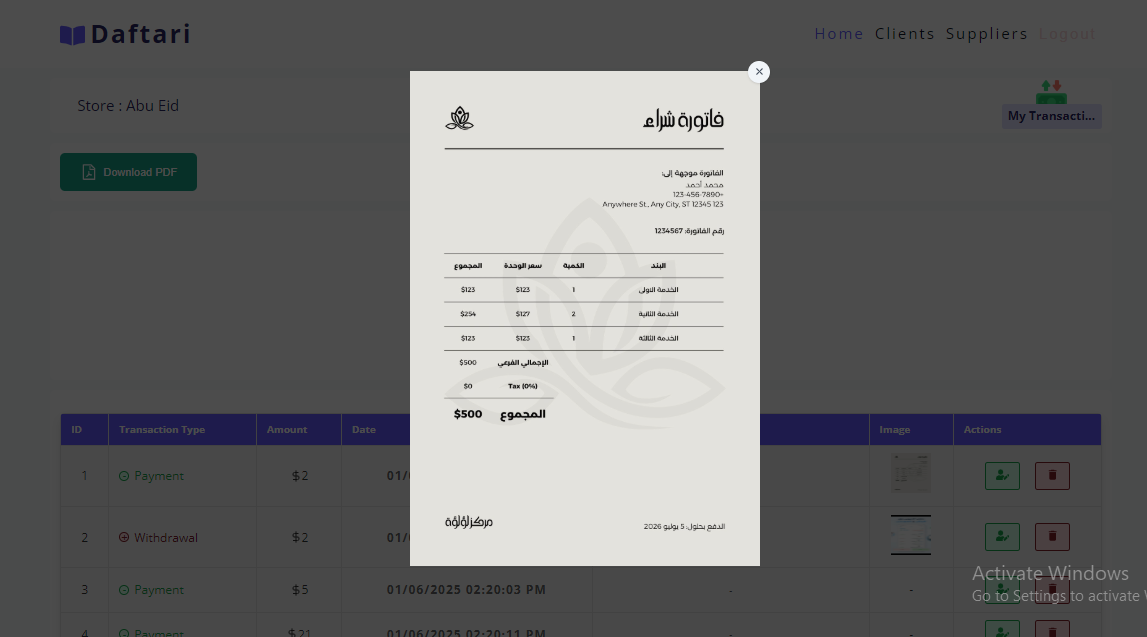 Daftari
Home Clients Suppliers Logout
×
Store : Abu Eid
My Transacti...
Download PDF
فاتورة شراء
الفاتورة موجهة إلى:
محمد أحمد
123-456-7890+
Anywhere St., Any City, ST 12345 123
رقم الفاتورة: 1234567
البند الكمية سعر الوحدة المجموع
الخدمة الاولى 1 $123 $123
الخدمة الثانية 2 $127 $254
الخدمة الثالثة 1 $123 $123
الإجمالي الفرعي $500
Tax (0%) $0
المجموع $500
مركز لؤلؤة
الدفع بحلول: 5 يوليو 2026
ID Transaction Type Amount Date Image Actions
1 Payment $2
2 Withdrawal $2
3 Payment $5 01/06/2025 02:20:03 PM - -
4 Payment $21 01/06/2025 02:20:11 PM - -
Activate Windows
Go to Settings to activate